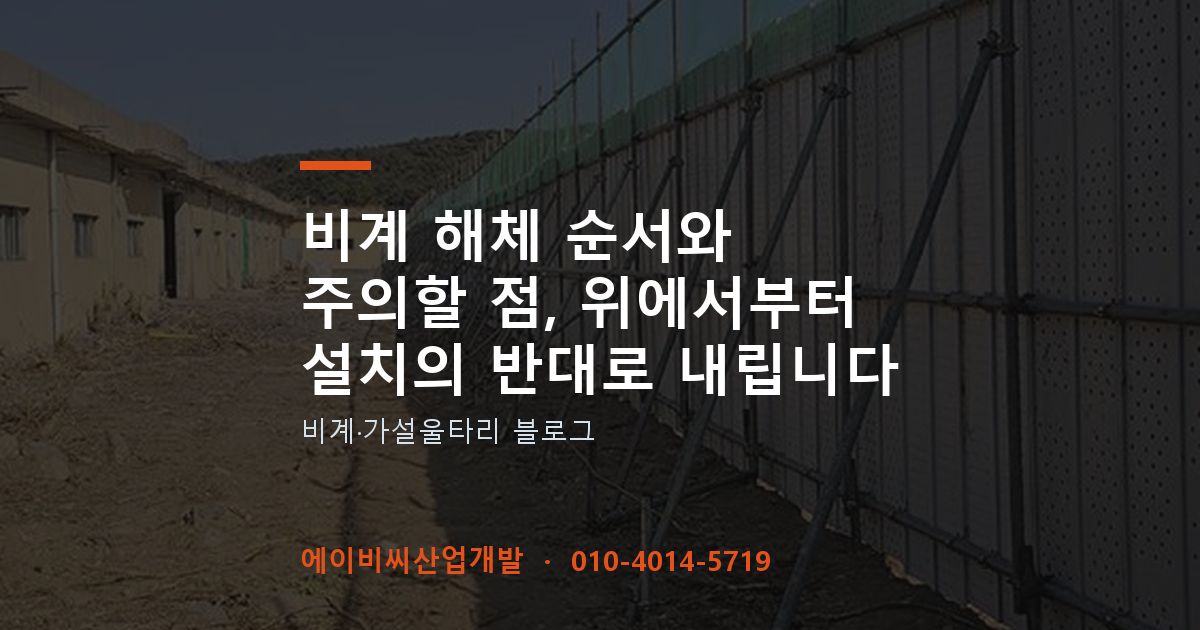 비계 해체 순서와
주의할 점, 위에서부터
설치의 반대로 내립니다
비계·가설울타리 블로그
에이비씨산업개발 · 010-4014-5719